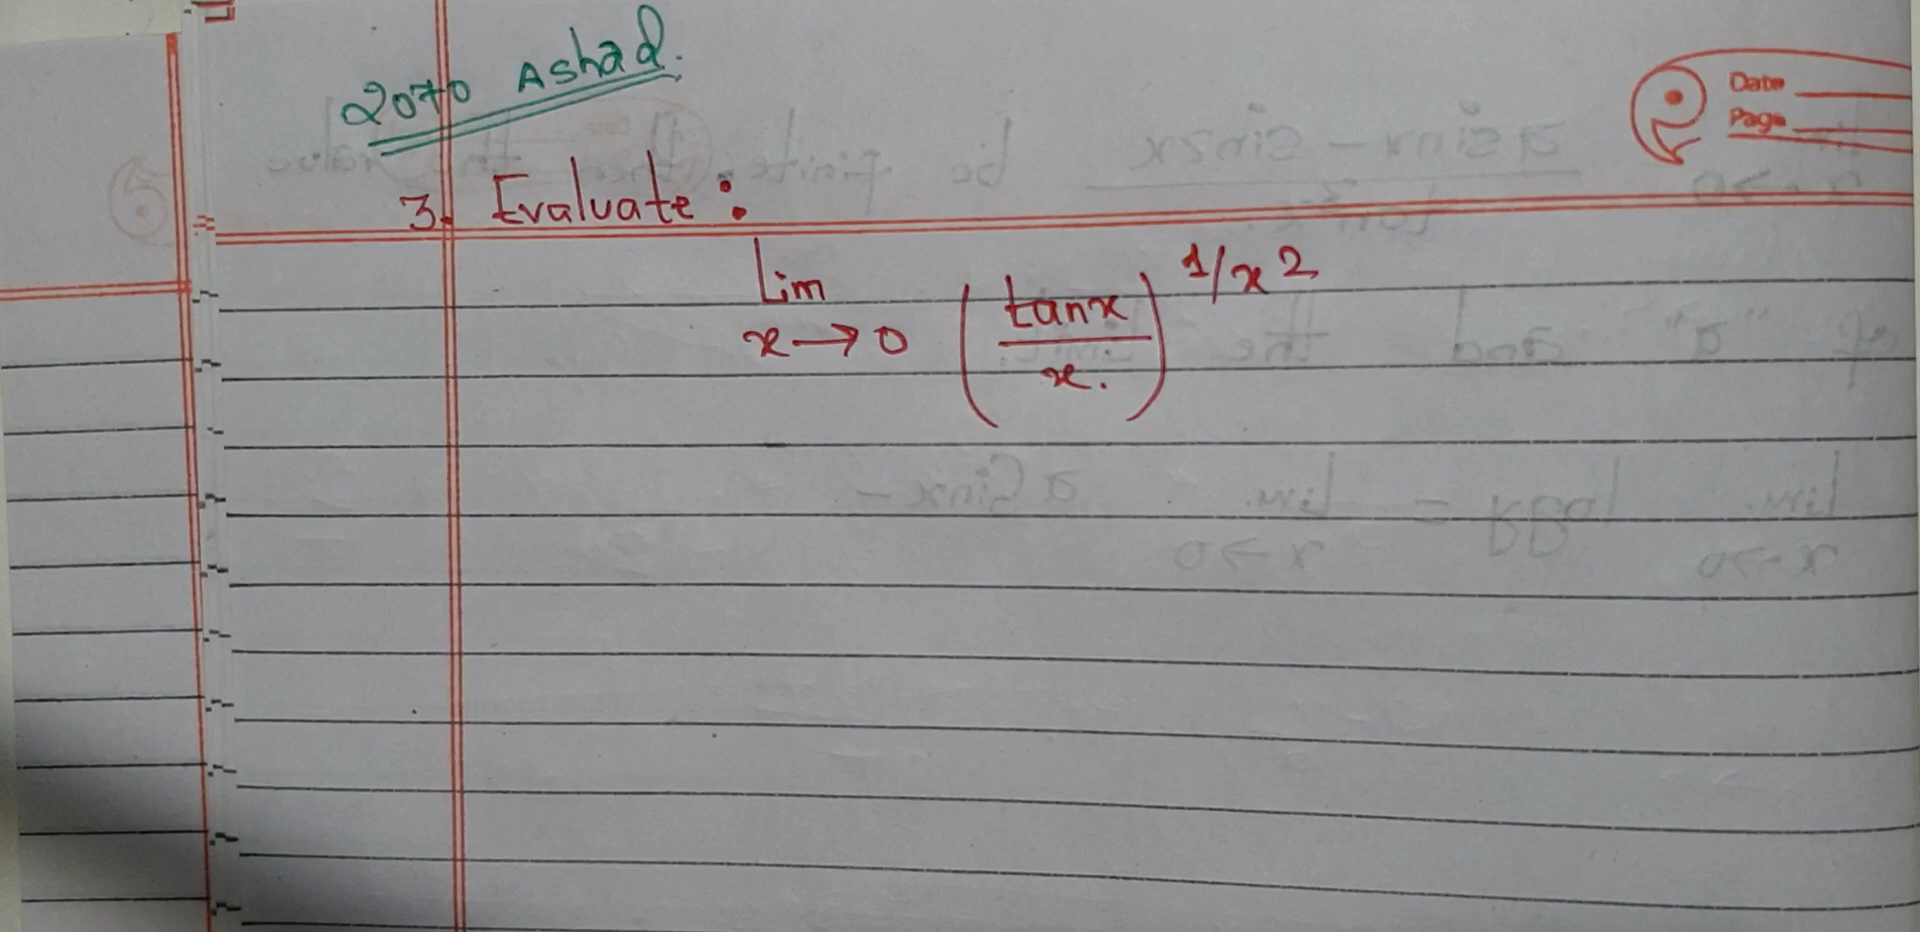 2070 Ashad.
Date
Page
3. Evaluate :
Lim x→0 (tanx/x.)^1/x2